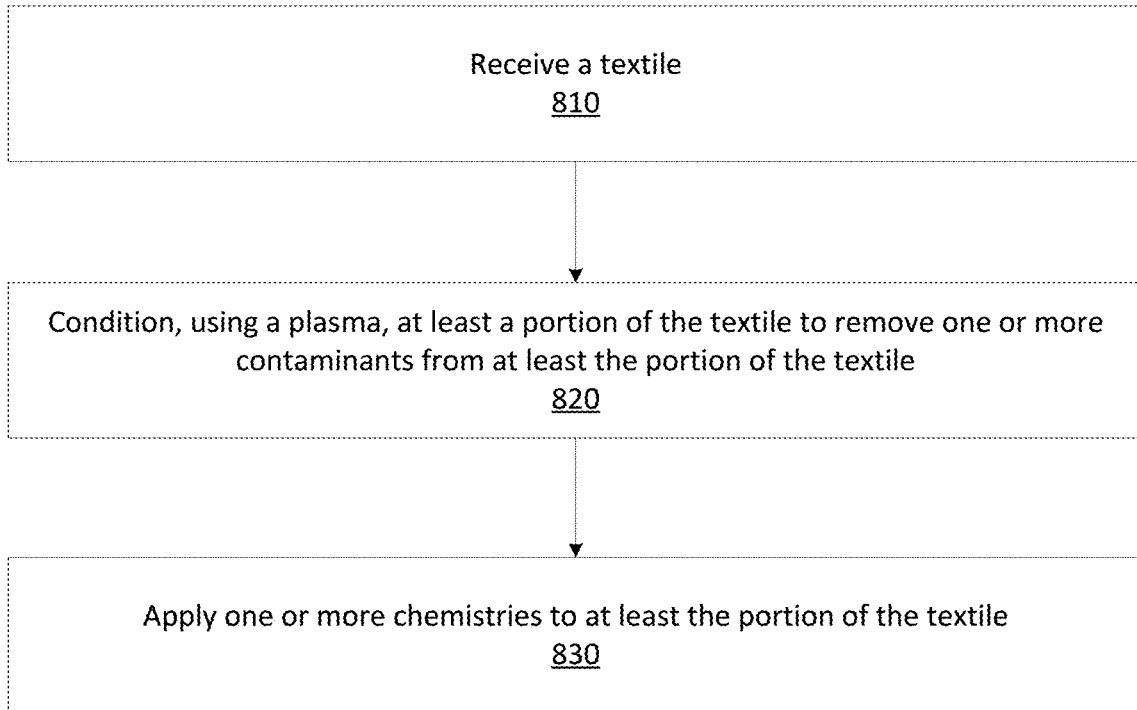 Receive a textile
810
Condition, using a plasma, at least a portion of the textile to remove one or more
contaminants from at least the portion of the textile
820
Apply one or more chemistries to at least the portion of the textile
830